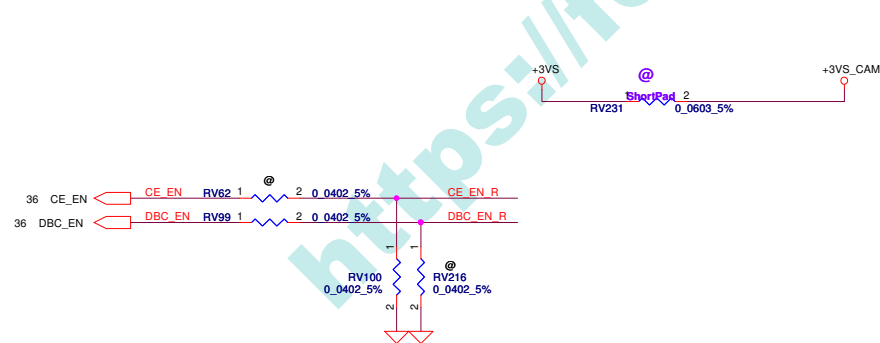 https://fo
+3VS
@
+3VS_CAM
1 ShortPad 2
RV231 0_0603_5%
@
36 CE_EN CE_EN RV62 1 2 0_0402_5% CE_EN_R
36 DBC_EN DBC_EN RV99 1 2 0_0402_5% DBC_EN_R
1 1
@
RV100 RV216
0_0402_5% 0_0402_5%
2 2